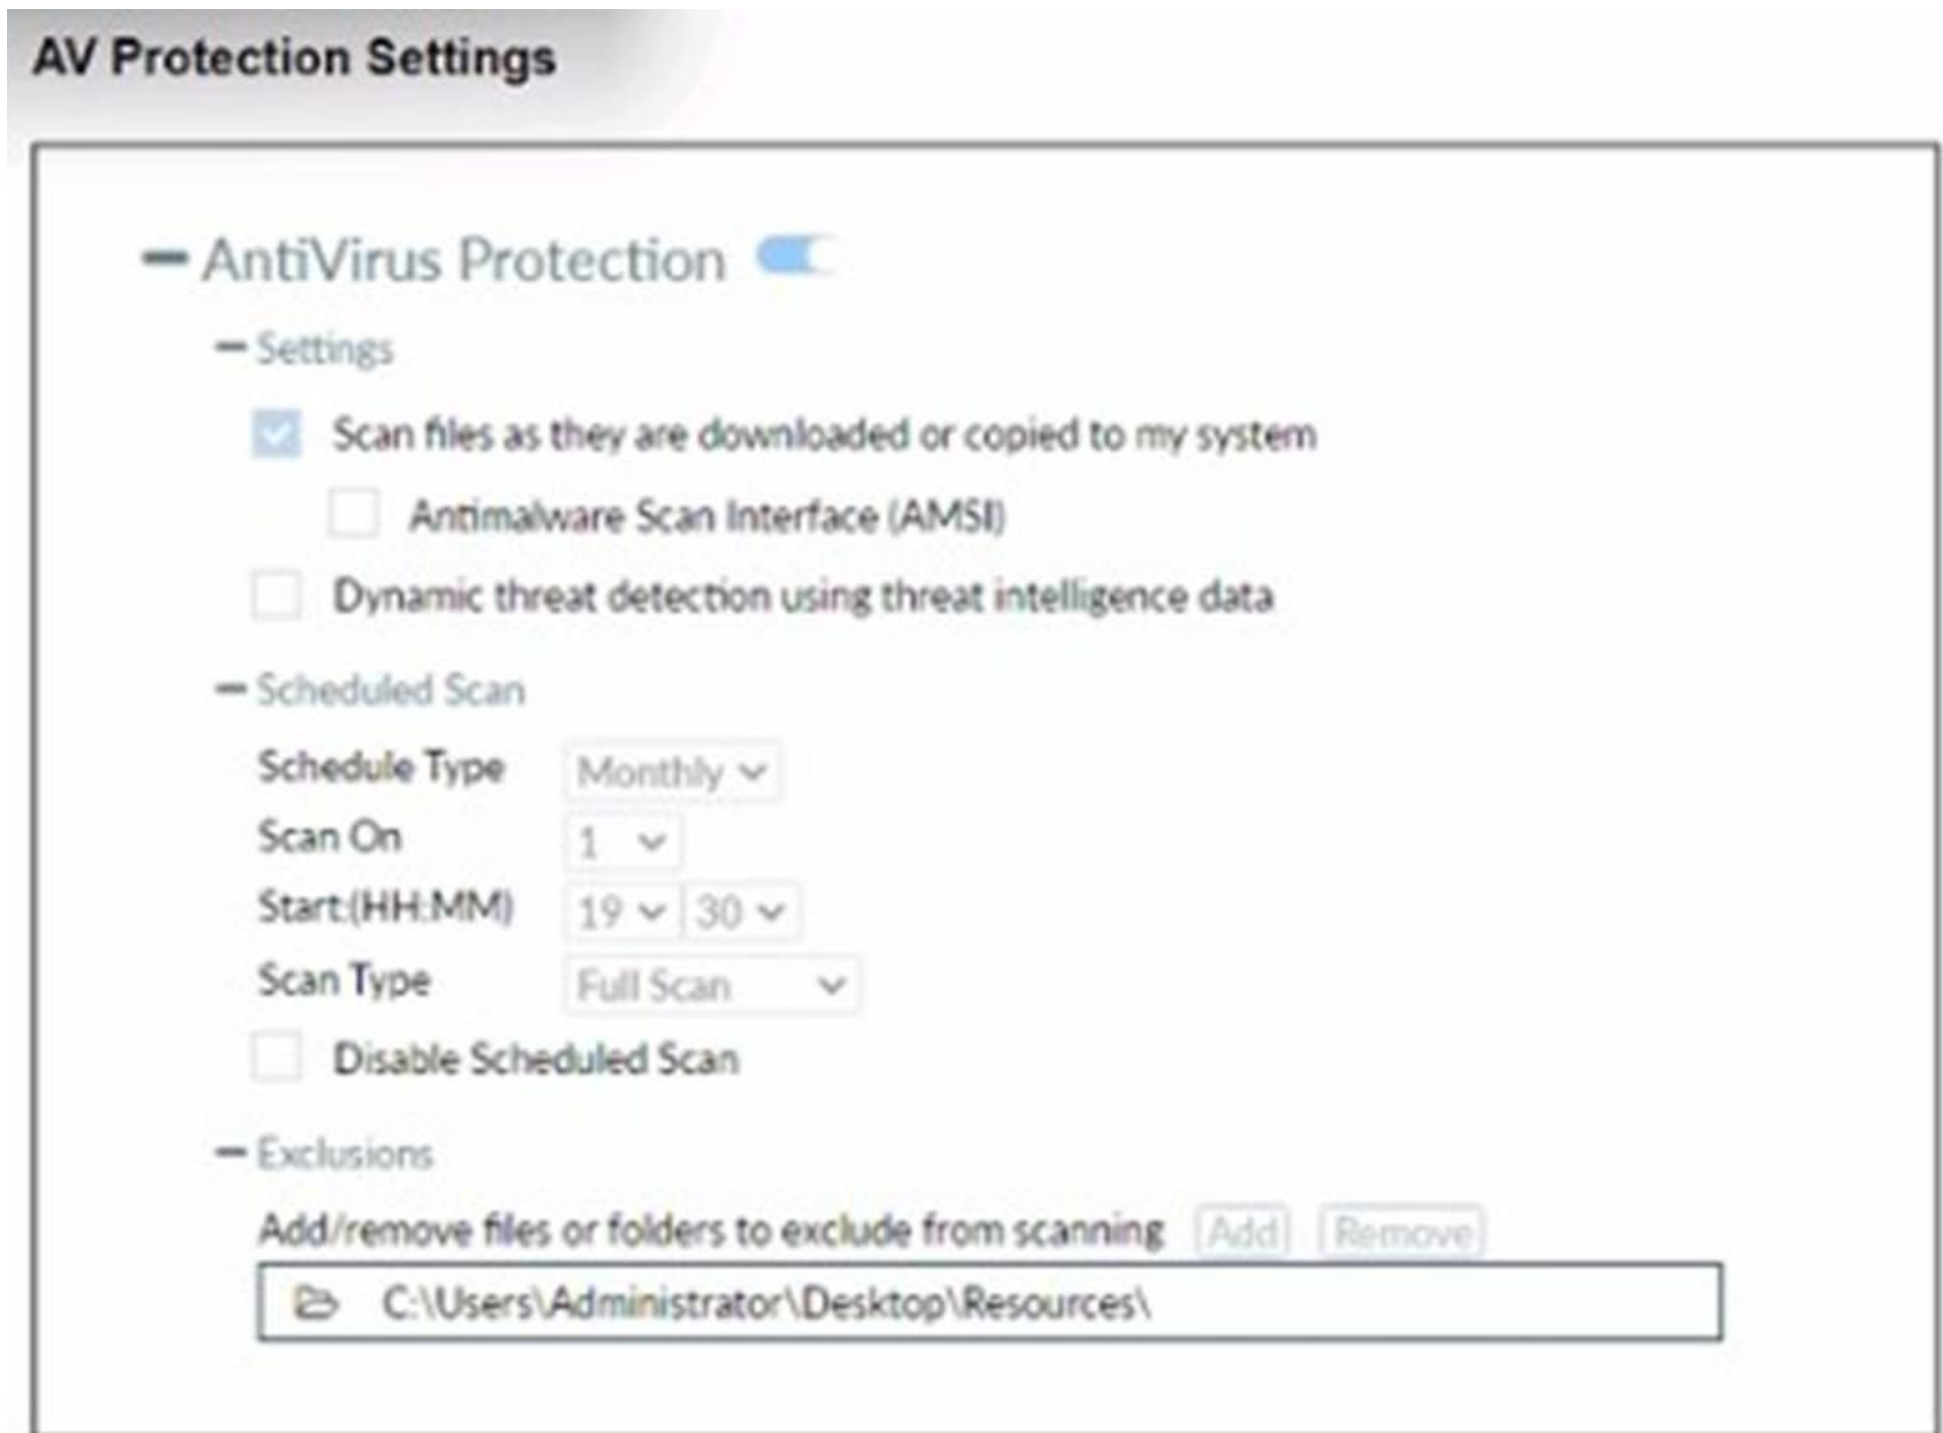 AV Protection Settings
AntiVirus Protection
Settings
Scan files as they are downloaded or copied to my system
Antimalware Scan Interface (AMSI)
Dynamic threat detection using threat intelligence data
Scheduled Scan
Schedule Type Monthly
Scan On 1
Start:(HH:MM) 19 30
Scan Type Full Scan
Disable Scheduled Scan
Exclusions
Add/remove files or folders to exclude from scanning Add Remove
C:\Users\Administrator\Desktop\Resources\